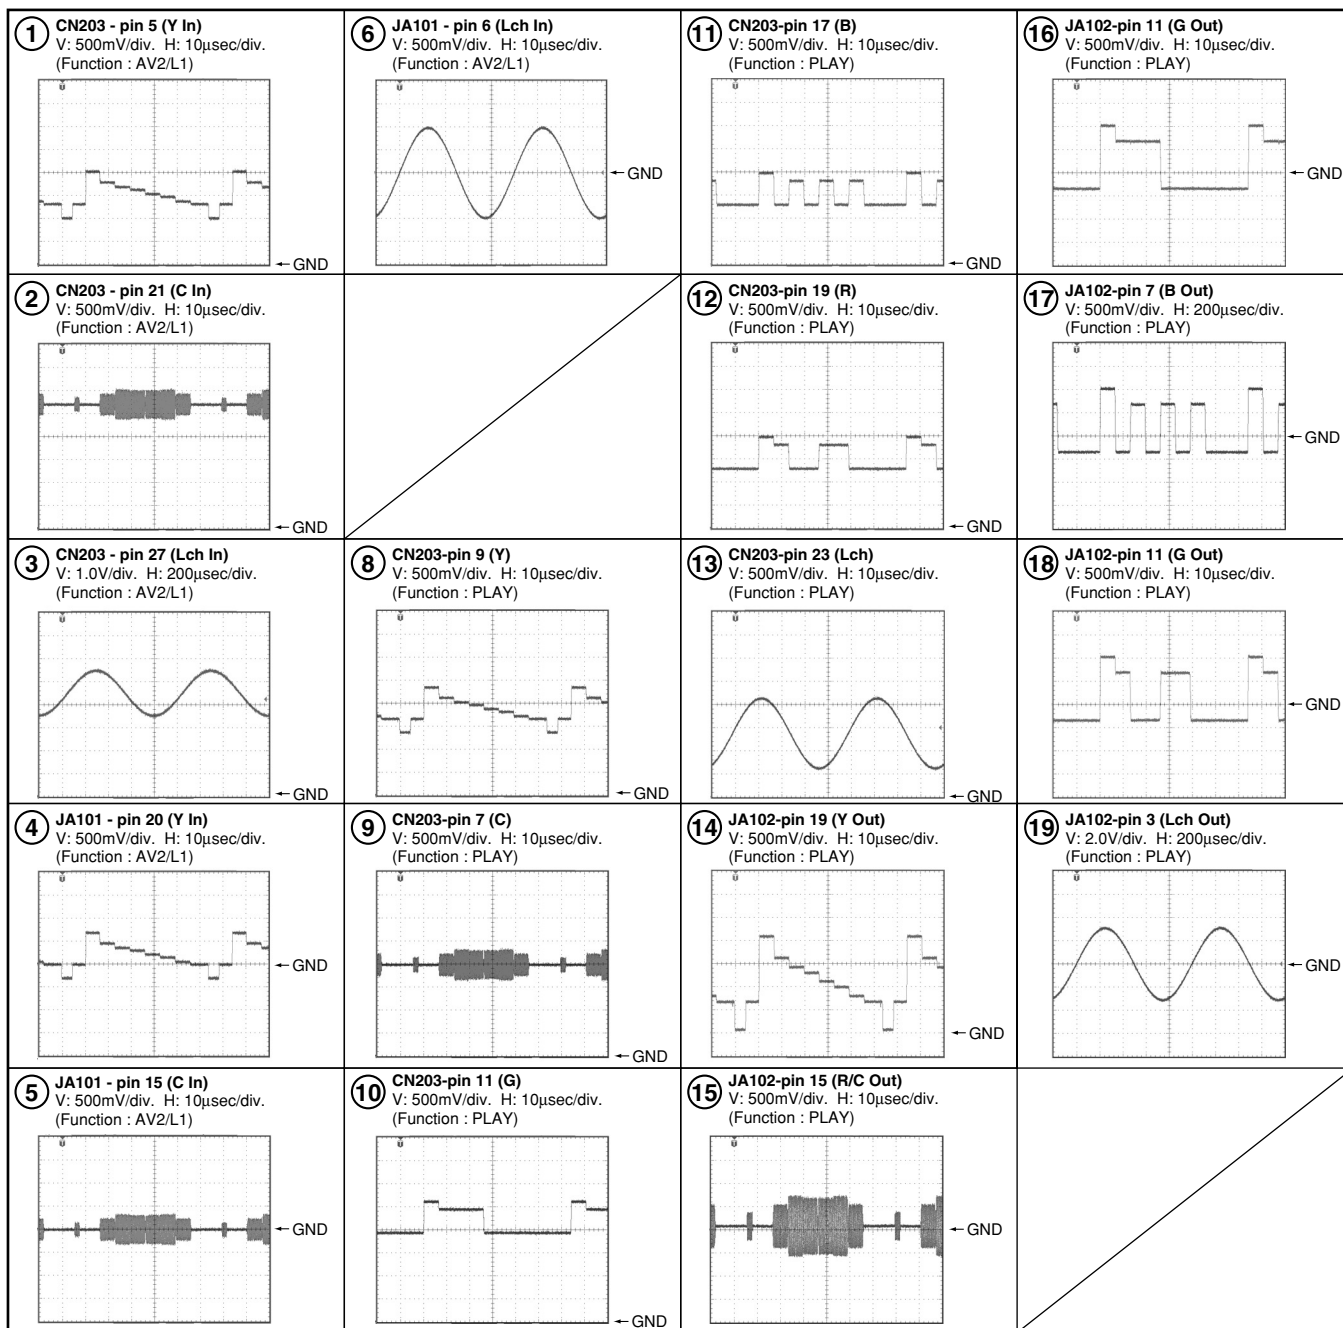 1
CN203 - pin 5 (Y In)
V: 500mV/div. H: 10μsec/div.
(Function : AV2/L1)
GND
2
CN203 - pin 21 (C In)
V: 500mV/div. H: 10μsec/div.
(Function : AV2/L1)
GND
3
CN203 - pin 27 (Lch In)
V: 1.0V/div. H: 200μsec/div.
(Function : AV2/L1)
GND
4
JA101 - pin 20 (Y In)
V: 500mV/div. H: 10μsec/div.
(Function : AV2/L1)
GND
5
JA101 - pin 15 (C In)
V: 500mV/div. H: 10μsec/div.
(Function : AV2/L1)
GND
6
JA101 - pin 6 (Lch In)
V: 500mV/div. H: 10μsec/div.
(Function : AV2/L1)
GND
8
CN203-pin 9 (Y)
V: 500mV/div. H: 10μsec/div.
(Function : PLAY)
GND
9
CN203-pin 7 (C)
V: 500mV/div. H: 10μsec/div.
(Function : PLAY)
GND
10
CN203-pin 11 (G)
V: 500mV/div. H: 10μsec/div.
(Function : PLAY)
GND
11
CN203-pin 17 (B)
V: 500mV/div. H: 10μsec/div.
(Function : PLAY)
GND
12
CN203-pin 19 (R)
V: 500mV/div. H: 10μsec/div.
(Function : PLAY)
GND
13
CN203-pin 23 (Lch)
V: 500mV/div. H: 10μsec/div.
(Function : PLAY)
GND
14
JA102-pin 19 (Y Out)
V: 500mV/div. H: 10μsec/div.
(Function : PLAY)
GND
15
JA102-pin 15 (R/C Out)
V: 500mV/div. H: 10μsec/div.
(Function : PLAY)
GND
16
JA102-pin 11 (G Out)
V: 500mV/div. H: 10μsec/div.
(Function : PLAY)
GND
17
JA102-pin 7 (B Out)
V: 500mV/div. H: 200μsec/div.
(Function : PLAY)
GND
18
JA102-pin 11 (G Out)
V: 500mV/div. H: 10μsec/div.
(Function : PLAY)
GND
19
JA102-pin 3 (Lch Out)
V: 2.0V/div. H: 200μsec/div.
(Function : PLAY)
GND